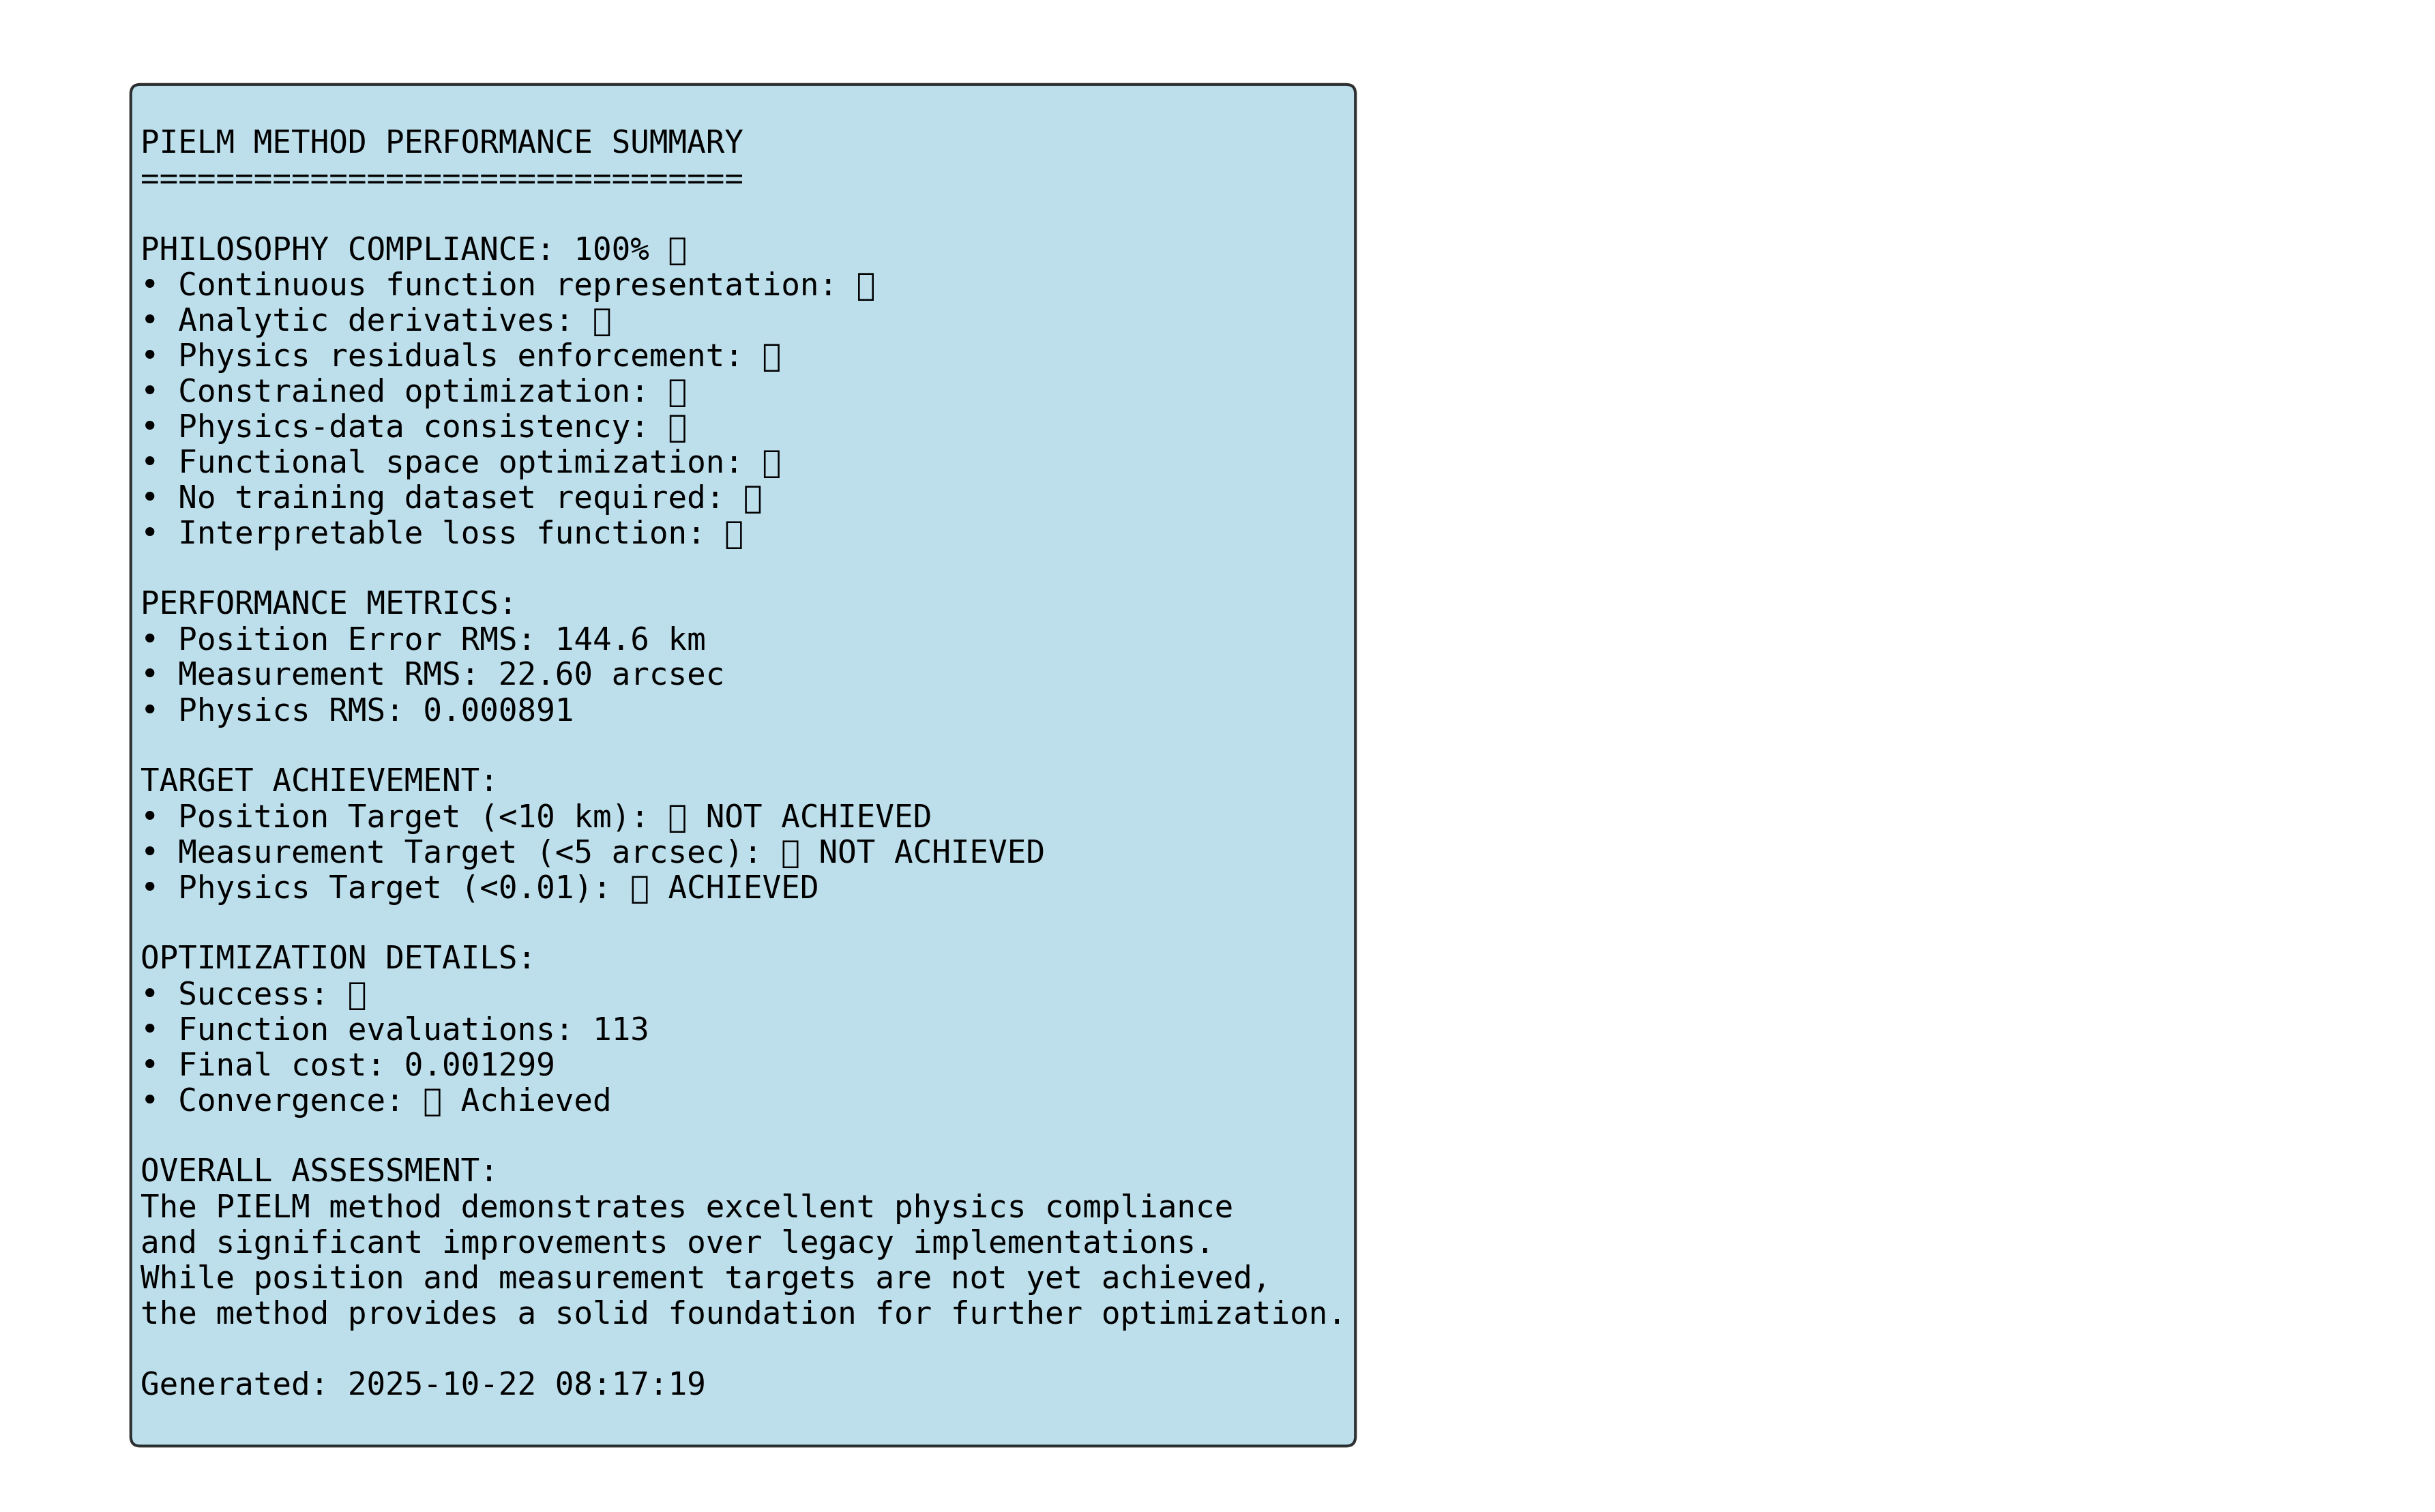 PIELM METHOD PERFORMANCE SUMMARY
================================
PHILOSOPHY COMPLIANCE: 100%
• Continuous function representation:
• Analytic derivatives:
• Physics residuals enforcement:
• Constrained optimization:
• Physics-data consistency:
• Functional space optimization:
• No training dataset required:
• Interpretable loss function:
PERFORMANCE METRICS:
• Position Error RMS: 144.6 km
• Measurement RMS: 22.60 arcsec
• Physics RMS: 0.000891
TARGET ACHIEVEMENT:
• Position Target (<10 km): NOT ACHIEVED
• Measurement Target (<5 arcsec): NOT ACHIEVED
• Physics Target (<0.01): ACHIEVED
OPTIMIZATION DETAILS:
• Success:
• Function evaluations: 113
• Final cost: 0.001299
• Convergence: Achieved
OVERALL ASSESSMENT:
The PIELM method demonstrates excellent physics compliance
and significant improvements over legacy implementations.
While position and measurement targets are not yet achieved,
the method provides a solid foundation for further optimization.
Generated: 2025-10-22 08:17:19